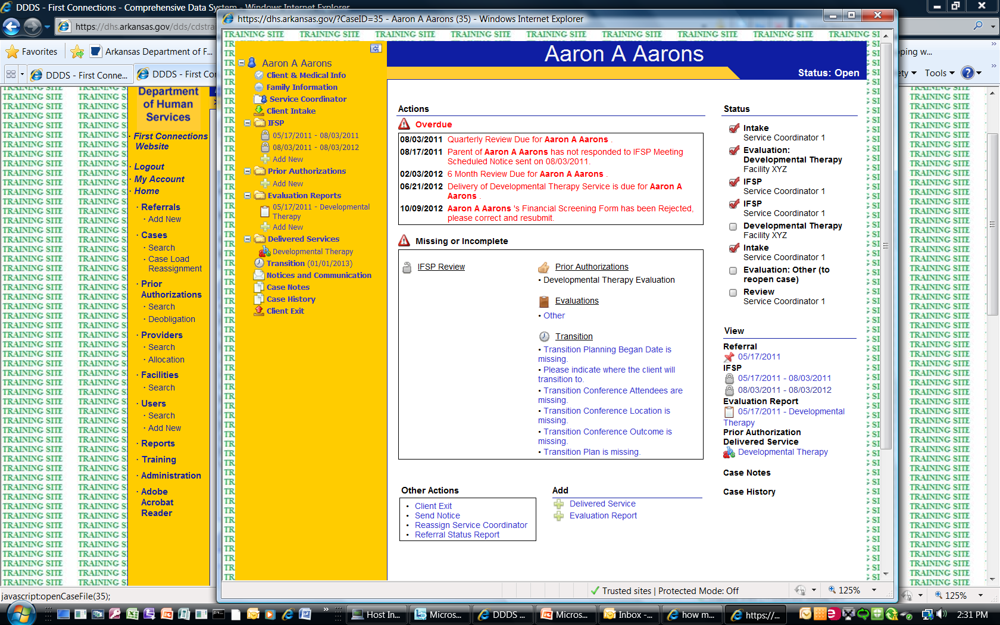 DDDS - First Connections - Comprehensive Data System - Windows Internet Explorer
https://dhs.arkansas.gov/?CaseID=35 - Aaron A Aarons (35) - Windows Internet Explorer
https://dhs.arkansas.gov/dds/cdstra
Favorites
Arkansas Department of F...
ping w...
DDDS - First Conne...
DDDS - First Co
Tools
TRAINING SITE TRAINING SITE TRAINING SITE TRAINING SITE TRAINING SITE TRAINING SITE TRAINING SITE TRAINING SITE TRAINING SITE
Department
of Human
Services
· First Connections
Website
· Logout
· My Account
· Home
· Referrals
· Add New
· Cases
· Search
· Case Load
Reassignment
· Prior
Authorizations
· Search
· Deobligation
· Providers
· Search
· Allocation
· Facilities
· Search
· Users
· Search
· Add New
· Reports
· Training
· Administration
· Adobe
Acrobat
Reader
Aaron A Aarons
Client & Medical Info
Family Information
Service Coordinator
Client Intake
IFSP
05/17/2011 - 08/03/2011
08/03/2011 - 08/03/2012
Add New
Prior Authorizations
Add New
Evaluation Reports
05/17/2011 - Developmental
Therapy
Add New
Delivered Services
Developmental Therapy
Transition (01/01/2013)
Notices and Communication
Case Notes
Case History
Client Exit
Aaron A Aarons
Status: Open
Actions
Overdue
08/03/2011 Quarterly Review Due for Aaron A Aarons .
08/17/2011 Parent of Aaron A Aarons has not responded to IFSP Meeting
Scheduled Notice sent on 08/03/2011.
02/03/2012 6 Month Review Due for Aaron A Aarons .
06/21/2012 Delivery of Developmental Therapy Service is due for Aaron A
Aarons .
10/09/2012 Aaron A Aarons 's Financial Screening Form has been Rejected,
please correct and resubmit.
Missing or Incomplete
IFSP Review
Prior Authorizations
• Developmental Therapy Evaluation
Evaluations
• Other
Transition
• Transition Planning Began Date is
missing.
• Please indicate where the client will
transition to.
• Transition Conference Attendees are
missing.
• Transition Conference Location is
missing.
• Transition Conference Outcome is
missing.
• Transition Plan is missing.
Other Actions
• Client Exit
• Send Notice
• Reassign Service Coordinator
• Referral Status Report
Add
Delivered Service
Evaluation Report
Status
Intake
Service Coordinator 1
Evaluation:
Developmental Therapy
Facility XYZ
IFSP
Service Coordinator 1
IFSP
Service Coordinator 1
Developmental Therapy
Facility XYZ
Intake
Service Coordinator 1
Evaluation: Other (to
reopen case)
Review
Service Coordinator 1
View
Referral
05/17/2011
IFSP
05/17/2011 - 08/03/2011
08/03/2011 - 08/03/2012
Evaluation Report
05/17/2011 - Developmental
Therapy
Prior Authorization
Delivered Service
Developmental Therapy
Case Notes
Case History
javascript:openCaseFile(35);
Trusted sites | Protected Mode: Off
125%
125%
Host In...
Micros...
DDDS ...
Micros...
Inbox -...
how m...
https://...
2:31 PM